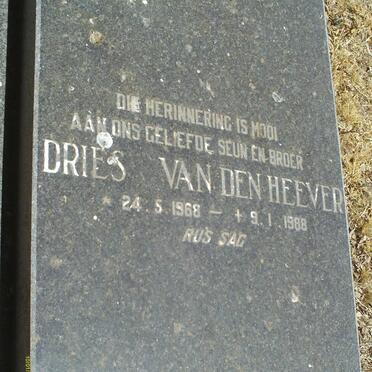 DIE HERINNERING IS MOOI
AAN ONS GELIEFDE SEUN EN BROER
DRIES VAN DEN HEEVER
* 24.5.1968 – + 9.1.1988
RUS SAG